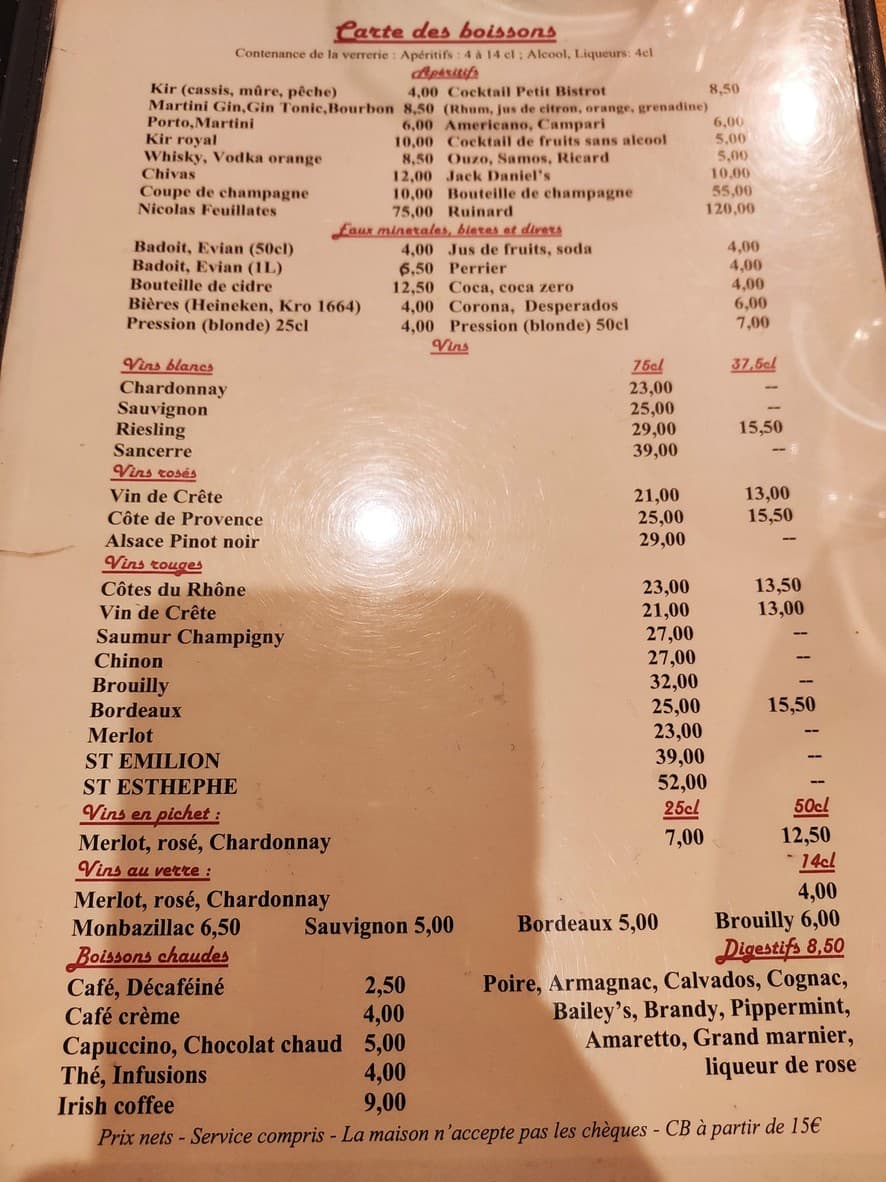 Carte des boissons
Contenance de la verrerie : Apéritifs : 4 à 14 cl ; Alcool, Liqueurs: 4cl
Apéritifs
Kir (cassis, mûre, pêche) 4,00 Cocktail Petit Bistrot 8,50
Martini Gin,Gin Tonic,Bourbon 8,50 (Rhum, jus de citron, orange, grenadine)
Porto,Martini 6,00 Americano, Campari 6,00
Kir royal 10,00 Cocktail de fruits sans alcool 5,00
Whisky, Vodka orange 8,50 Ouzo, Samos, Ricard 5,00
Chivas 12,00 Jack Daniel's 10,00
Coupe de champagne 10,00 Bouteille de champagne 55,00
Nicolas Feuillates 75,00 Ruinard 120,00
Eaux minerales, bieres et divers
Badoit, Evian (50cl) 4,00 Jus de fruits, soda 4,00
Badoit, Evian (1L) 6,50 Perrier 4,00
Bouteille de cidre 12,50 Coca, coca zero 4,00
Bières (Heineken, Kro 1664) 4,00 Corona, Desperados 6,00
Pression (blonde) 25cl 4,00 Pression (blonde) 50cl 7,00
Vins
Vins blancs 75cl 37,5cl
Chardonnay 23,00 --
Sauvignon 25,00 --
Riesling 29,00 15,50
Sancerre 39,00 --
Vins rosés
Vin de Crête 21,00 13,00
Côte de Provence 25,00 15,50
Alsace Pinot noir 29,00 --
Vins rouges
Côtes du Rhône 23,00 13,50
Vin de Crête 21,00 13,00
Saumur Champigny 27,00 --
Chinon 27,00 --
Brouilly 32,00 --
Bordeaux 25,00 15,50
Merlot 23,00 --
ST EMILION 39,00 --
ST ESTHEPHE 52,00 --
Vins en pichet : 25cl 50cl
Merlot, rosé, Chardonnay 7,00 12,50
Vins au verre : 14cl
Merlot, rosé, Chardonnay 4,00
Monbazillac 6,50 Sauvignon 5,00 Bordeaux 5,00 Brouilly 6,00
Boissons chaudes Digestifs 8,50
Café, Décaféiné 2,50 Poire, Armagnac, Calvados, Cognac,
Café crème 4,00 Bailey's, Brandy, Pippermint,
Capuccino, Chocolat chaud 5,00 Amaretto, Grand marnier,
Thé, Infusions 4,00 liqueur de rose
Irish coffee 9,00
Prix nets - Service compris - La maison n'accepte pas les chèques - CB à partir de 15€